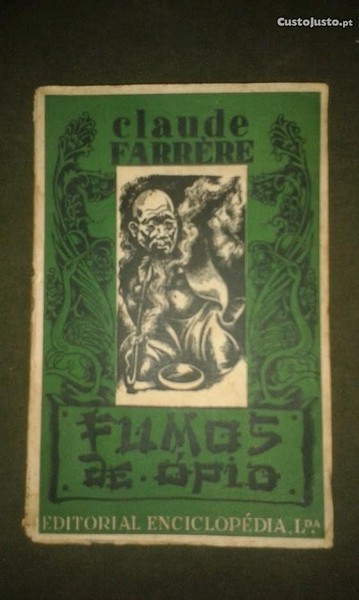 CustoJusto.pt
claude
FARRÈRE
FUMOS
DE · ÓPIO.
EDITORIAL ENCICLOPÉDIA, L.DA